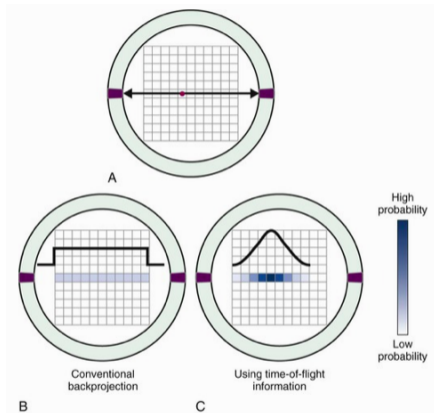 A
High
probability
Low
probability
Conventional
backprojection
Using time-of-flight
information
B
C